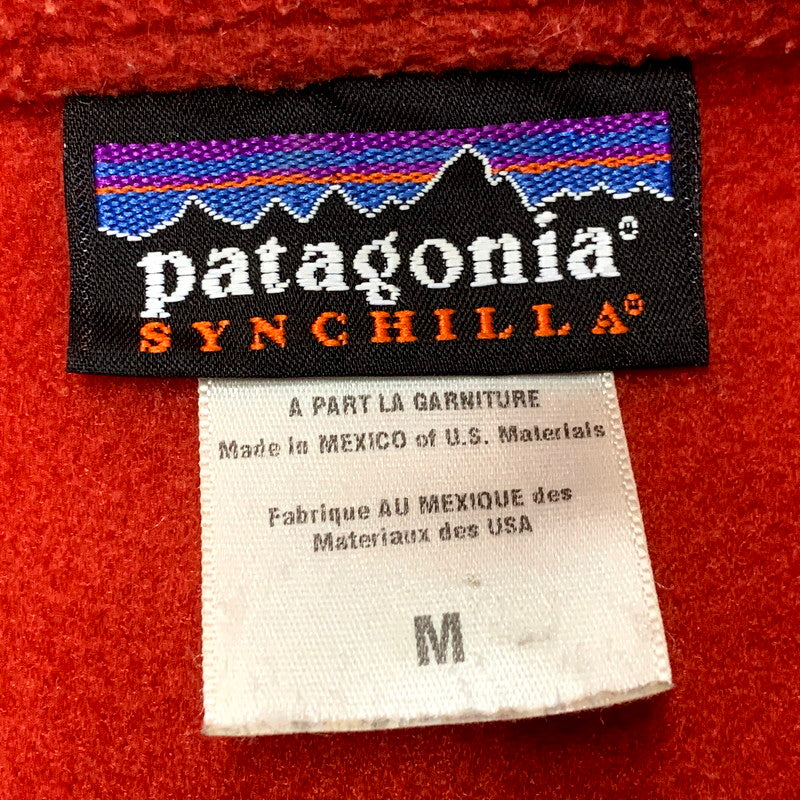 patagonia®
SYNCHILLA®
A PART LA GARNITURE
Made in MEXICO of U.S. Materials
Fabrique AU MEXIQUE des
Materiaux des USA
M